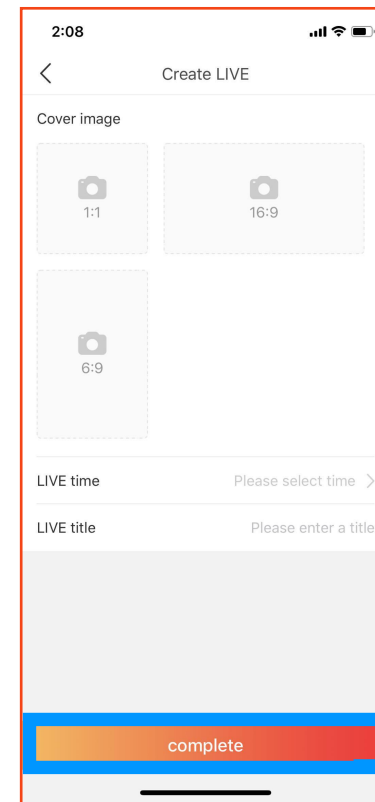 2:08
Create LIVE
Cover image
1:1
16:9
6:9
LIVE time
Please select time
LIVE title
Please enter a title
complete